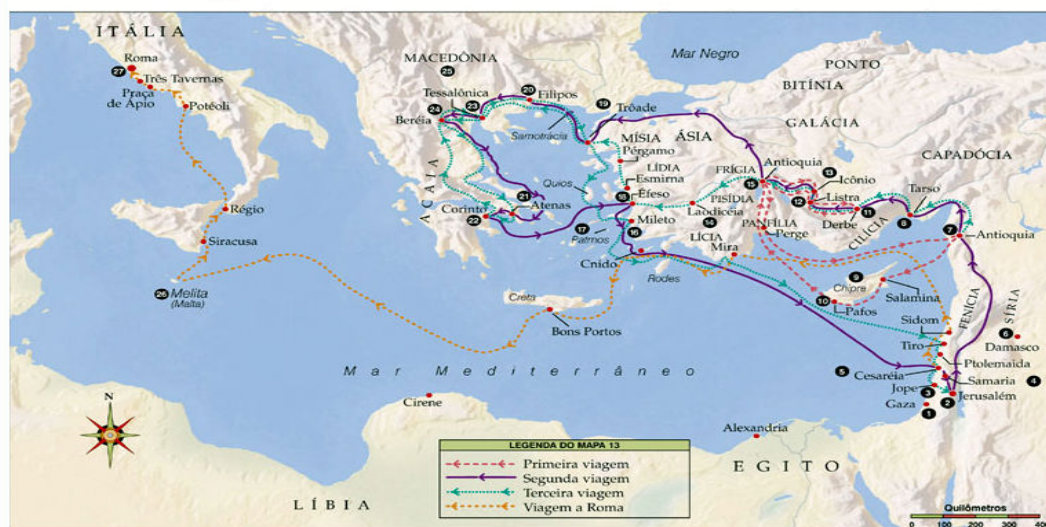 ITÁLIA
Roma
27
Três Tavernas
Praça
de Ápio
Potéoli
Régio
Siracusa
26
Melita
(Malta)
MACEDÔNIA
25
Tessalônica
24
23
Beréia
20
Filipos
19
Trôade
Samotrácia
Mar Negro
PONTO
BITÍNIA
GALÁCIA
CAPADÓCIA
MÍSIA
ÁSIA
Pérgamo
LÍDIA
Esmirna
18
Éfeso
Quios
ACAIA
21
Atenas
Corinto
22
17
Patmos
Mileto
16
Cnido
Rodes
FRÍGIA
Antioquia
15
13
Icônio
12
Listra
11
Derbe
PISÍDIA
Laodicéia
14
PANFÍLIA
Perge
LÍCIA
Mira
CILÍCIA
Tarso
8
7
Antioquia
9
Chipre
Salamina
10
Pafos
Creta
Bons Portos
FENÍCIA
SÍRIA
Sidom
6
Damasco
Tiro
Ptolemaida
5
Cesaréia
Samaria
4
Jope
3
2
Jerusalém
Gaza
1
Mar Mediterrâneo
Cirene
Alexandria
EGITO
LÍBIA
N
LEGENDA DO MAPA 13
Primeira viagem
Segunda viagem
Terceira viagem
Viagem a Roma
Quilômetros
0 100 200 300 400